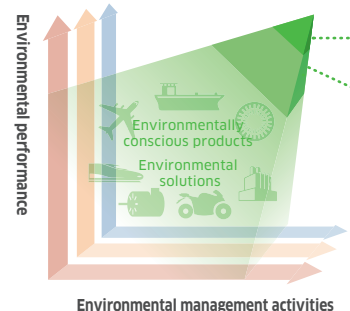 Environmental performance
Environmentally
conscious products
Environmental
solutions
Environmental management activities